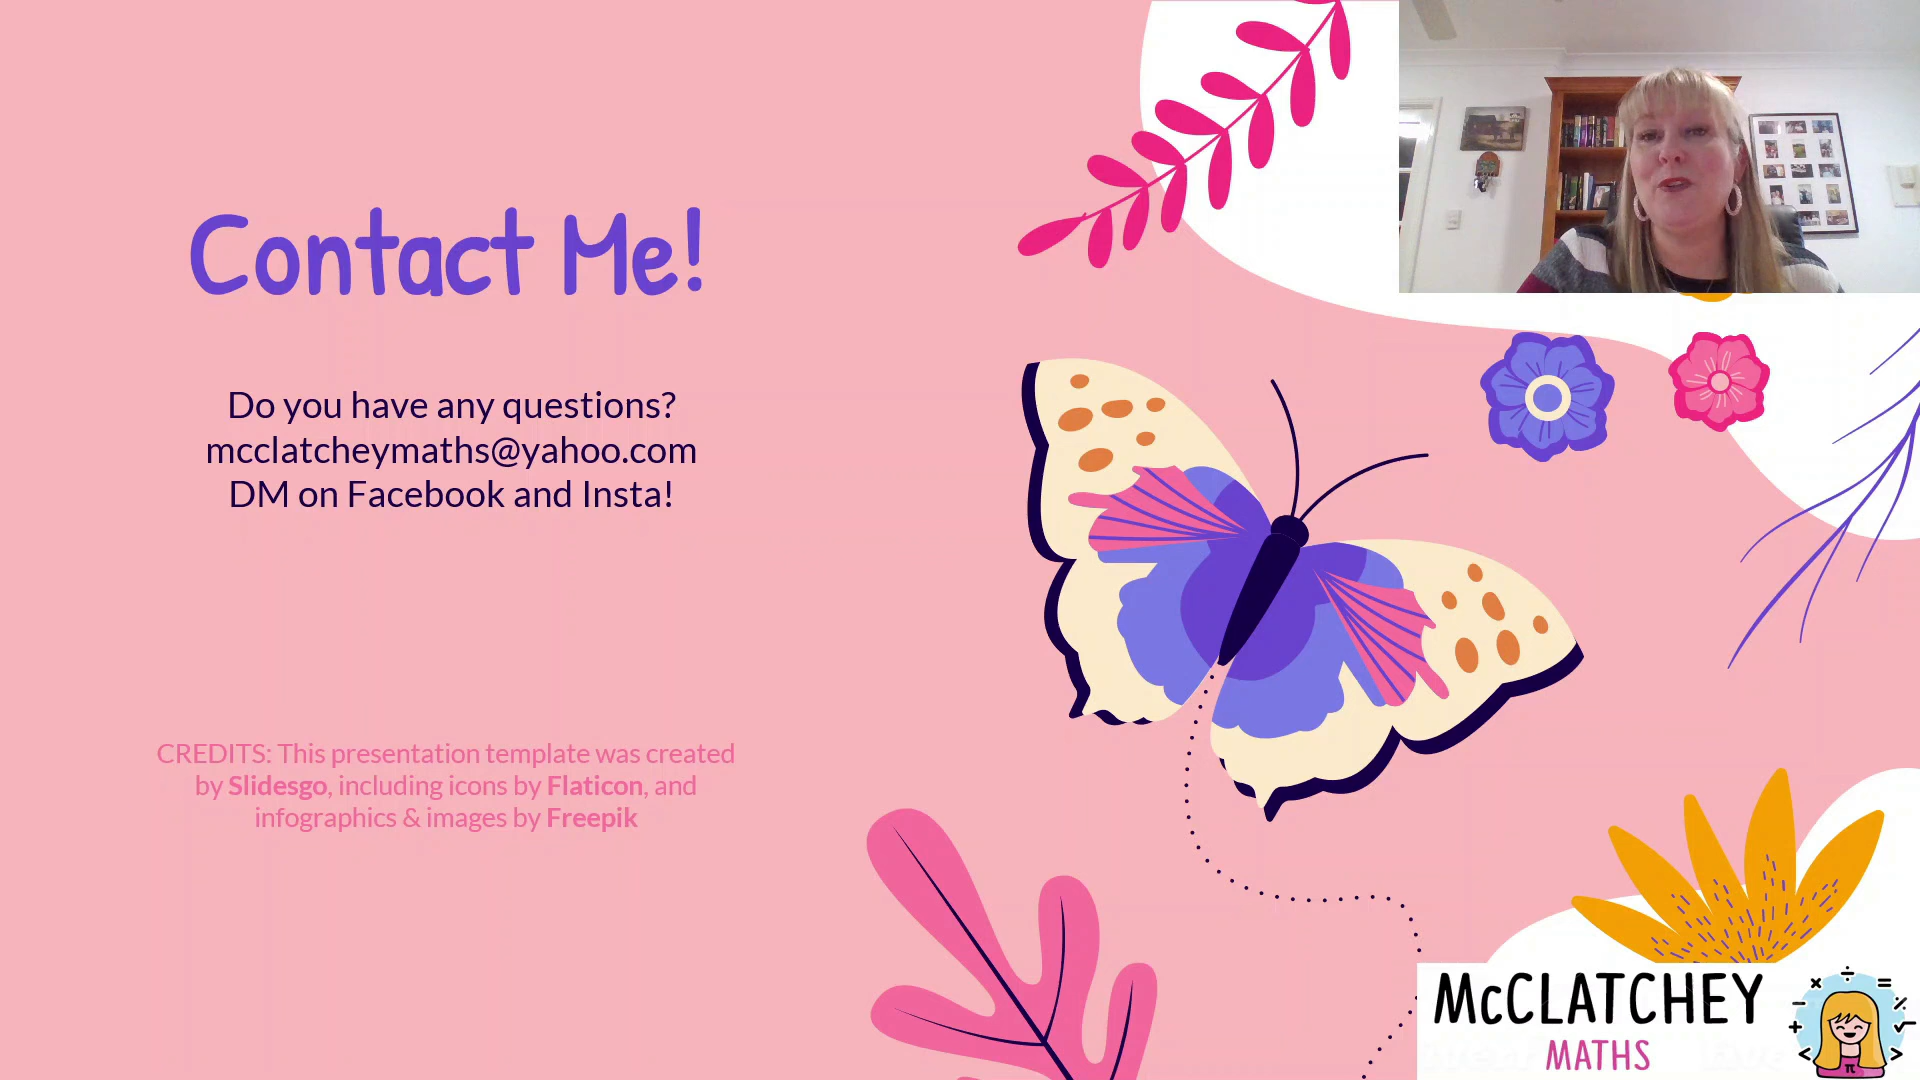 Contact Me!
Do you have any questions?
mcclatcheymaths@yahoo.com
DM on Facebook and Insta!
CREDITS: This presentation template was created
by Slidesgo, including icons by Flaticon, and
infographics & images by Freepik
McCLATCHEY
MATHS
π